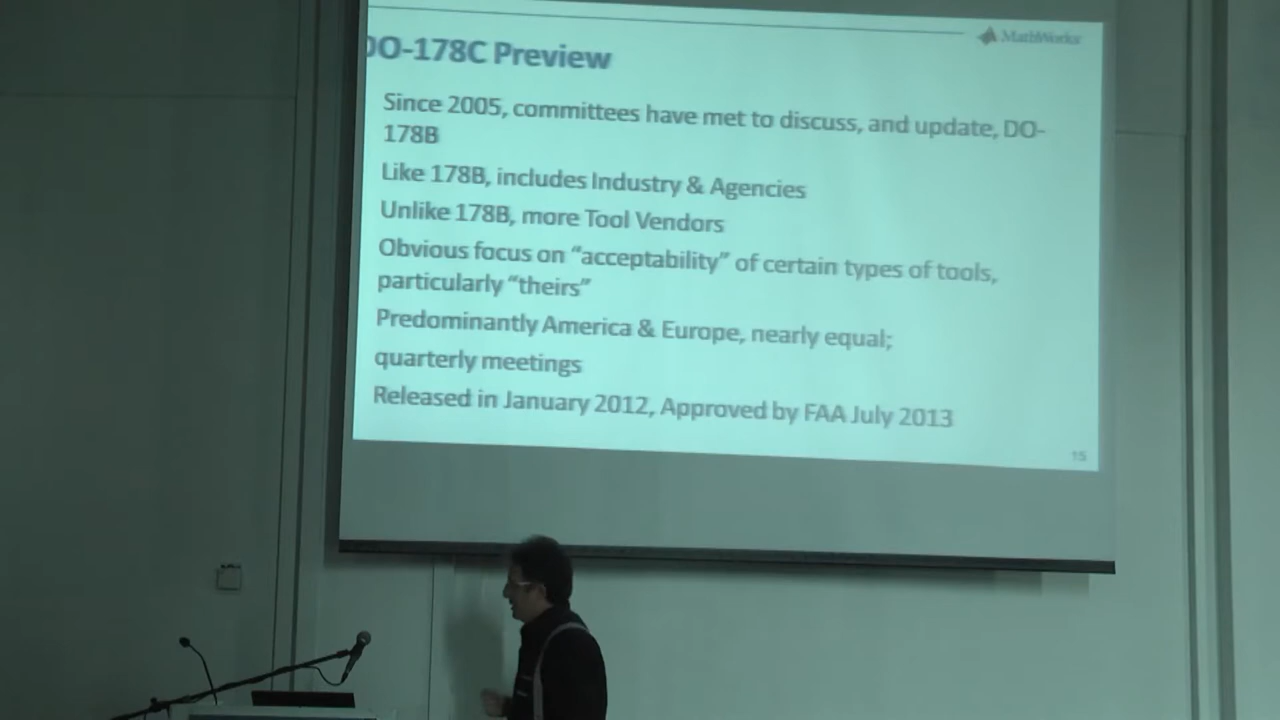 MathWorks
DO-178C Preview
Since 2005, committees have met to discuss, and update, DO-
178B
Like 178B, includes Industry & Agencies
Unlike 178B, more Tool Vendors
Obvious focus on “acceptability” of certain types of tools,
particularly “theirs”
Predominantly America & Europe, nearly equal;
quarterly meetings
Released in January 2012, Approved by FAA July 2013
15